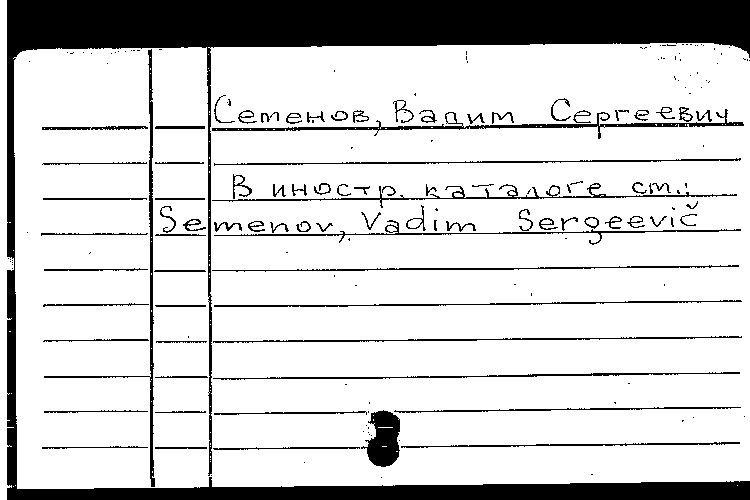 Семенов, Вадим Сергеевич
В иностр. каталоге см.:
Semenov, Vadim Sergeevič